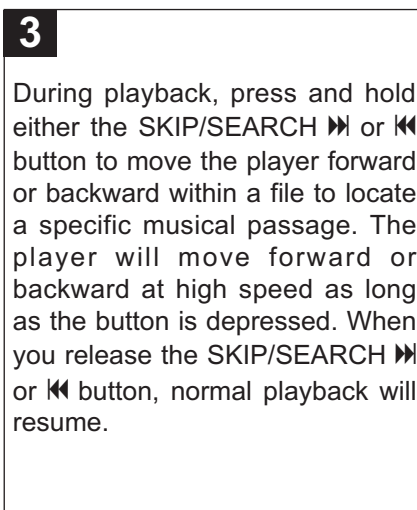 3
During playback, press and hold
either the SKIP/SEARCH ⏭ or ⏮
button to move the player forward
or backward within a file to locate
a specific musical passage. The
player will move forward or
backward at high speed as long
as the button is depressed. When
you release the SKIP/SEARCH ⏭
or ⏮ button, normal playback will
resume.